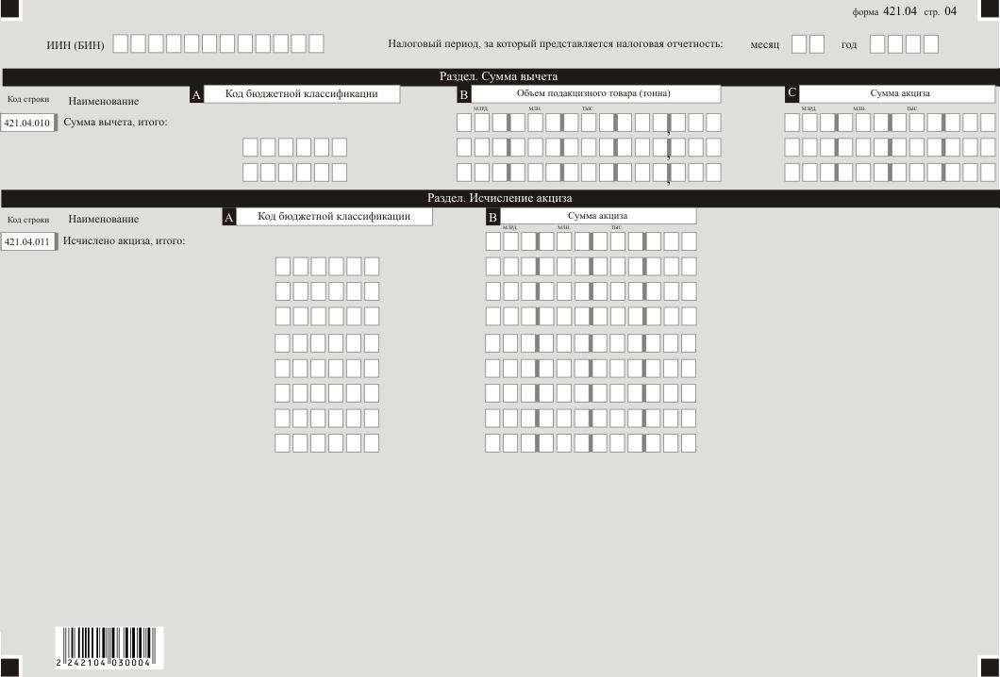 форма 421.04 стр. 04
ИИН (БИН) Налоговый период, за который представляется налоговая отчетность: месяц год
Раздел. Сумма вычета
Код строки Наименование A Код бюджетной классификации B Объем подакцизного товара (тонна) C Сумма акциза
МЛРД. МЛН. ТЫС. МЛРД. МЛН. ТЫС.
421.04.010 Сумма вычета, итого: ,
,
,
Раздел. Исчисление акциза
Код строки Наименование A Код бюджетной классификации B Сумма акциза
МЛРД. МЛН. ТЫС.
421.04.011 Исчислено акциза, итого:
2 242104 030004